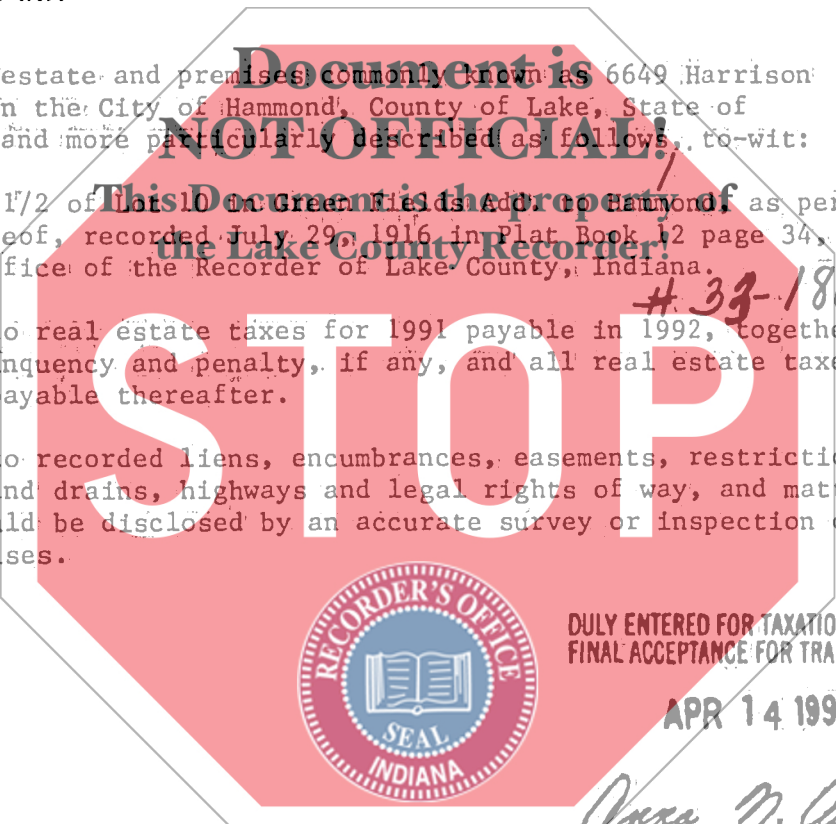 Document is
estate and premises commonly known as 6649 Harrison
n the City of Hammond, County of Lake, State of
NOT OFFICIAL!
and more particularly described as follows, to-wit:
This Document is the property of
1/2 of Lot 10 in Green Fields Add. to Hammond, as per
eof, recorded July 29, 1916 in Plat Book 12 page 34,
the Lake County Recorder!
fice of the Recorder of Lake County, Indiana.
# 33-18
o real estate taxes for 1991 payable in 1992, togethe
nquency and penalty, if any, and all real estate taxe
ayable thereafter.
STOP
o recorded liens, encumbrances, easements, restrictio
nd drains, highways and legal rights of way, and mat
ld be disclosed by an accurate survey or inspection o
ses.
RECORDER'S OFFICE
SEAL
INDIANA
DULY ENTERED FOR TAXATIO
FINAL ACCEPTANCE FOR TRA
APR 14 199
Anna N.